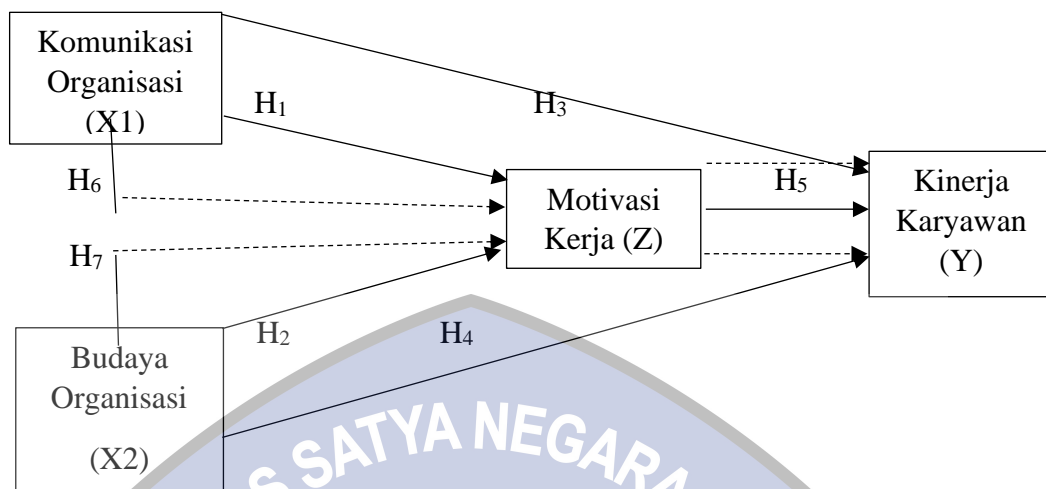 Komunikasi
Organisasi
(X1)
H1
H3
H6
Motivasi
Kerja (Z)
H5
Kinerja
Karyawan
(Y)
H7
H2
H4
Budaya
Organisasi
(X2)
S SATYA NEGARA